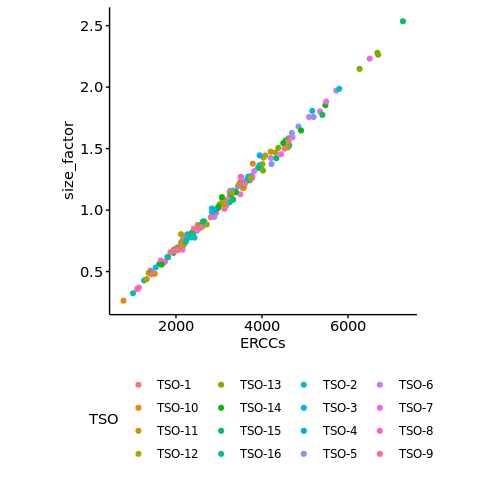 2.5
2.0
1.5
1.0
0.5
size_factor
2000 4000 6000
ERCCs
TSO
TSO-1 TSO-13 TSO-2 TSO-6
TSO-10 TSO-14 TSO-3 TSO-7
TSO-11 TSO-15 TSO-4 TSO-8
TSO-12 TSO-16 TSO-5 TSO-9